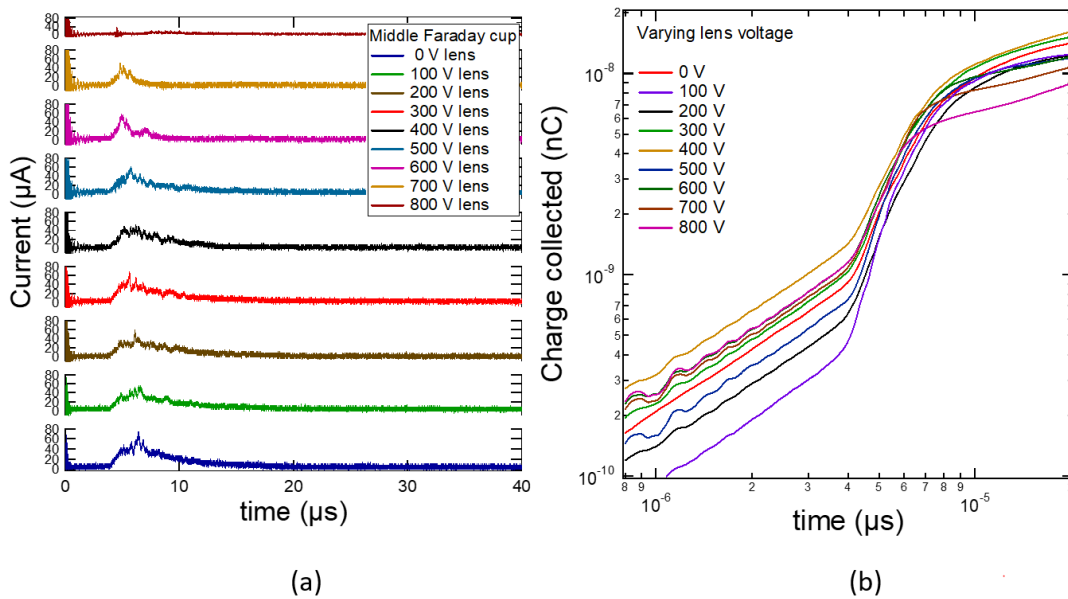 80
60
40
20
0
80
60
40
20
0
80
60
40
20
0
80
60
40
20
0
80
60
40
20
0
80
60
40
20
0
80
60
40
20
0
80
60
40
20
0
80
60
40
20
0
Current (µA)
Middle Faraday cup
0 V lens
100 V lens
200 V lens
300 V lens
400 V lens
500 V lens
600 V lens
700 V lens
800 V lens
0 10 20 30 40
time (µs)
(a)
Charge collected (nC)
2
10⁻⁸
9
8
7
6
5
4
3
2
10⁻⁹
9
8
7
6
5
4
3
2
10⁻¹⁰
Varying lens voltage
0 V
100 V
200 V
300 V
400 V
500 V
600 V
700 V
800 V
8 9 10⁻⁶ 2 3 4 5 6 7 8 9 10⁻⁵
time (µs)
(b)